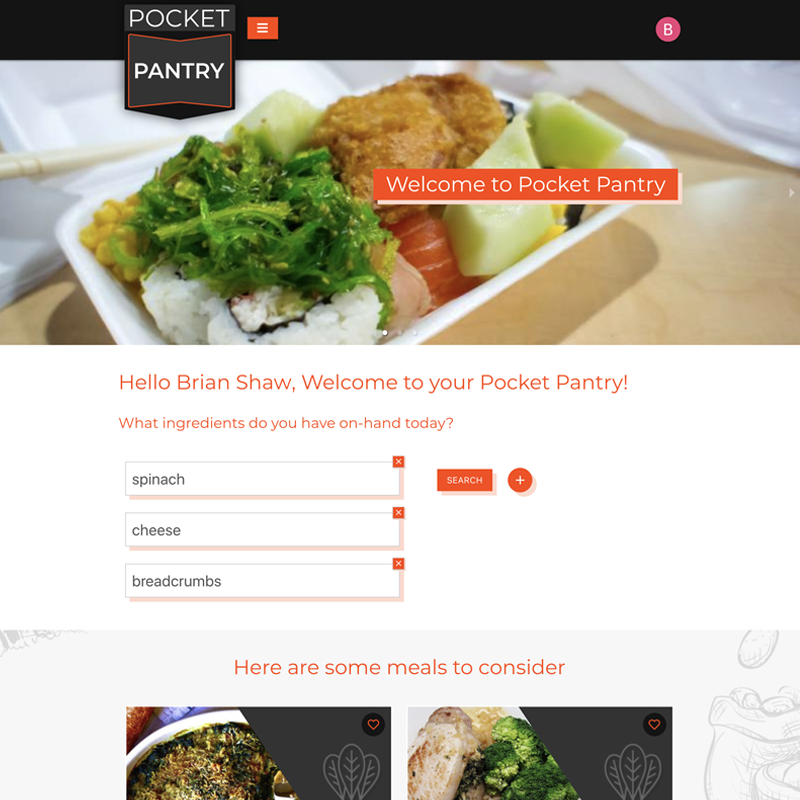 POCKET
PANTRY
B
Welcome to Pocket Pantry
Hello Brian Shaw, Welcome to your Pocket Pantry!
What ingredients do you have on-hand today?
spinach
SEARCH
cheese
breadcrumbs
Here are some meals to consider